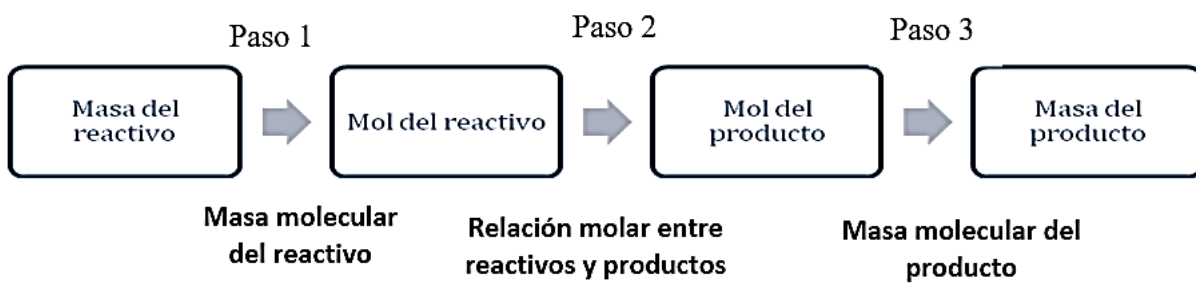 Paso 1
Paso 2
Paso 3
Masa del
reactivo
Mol del reactivo
Mol del
producto
Masa del
producto
Masa molecular
del reactivo
Relación molar entre
reactivos y productos
Masa molecular del
producto